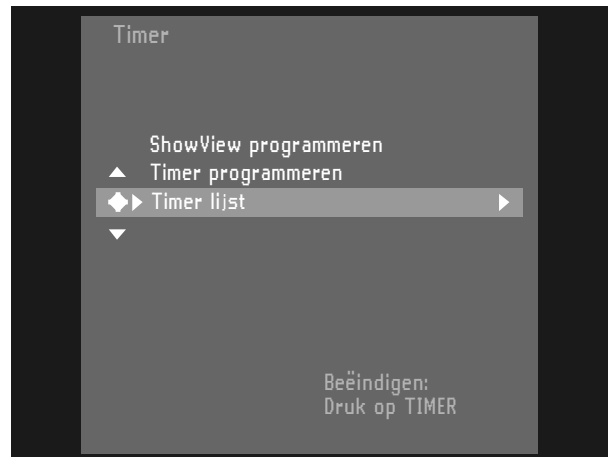 Timer
ShowView programmeren
Timer programmeren
Timer lijst
Beëindigen:
Druk op TIMER